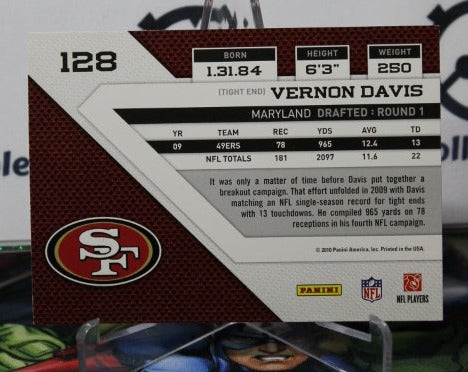 128
BORN HEIGHT WEIGHT
1.31.84 6'3" 250
(TIGHT END) VERNON DAVIS
MARYLAND DRAFTED : ROUND 1
YR TEAM REC YDS AVG TD
09 49ERS 78 965 12.4 13
NFL TOTALS 181 2097 11.6 22
It was only a matter of time before Davis put together a
breakout campaign. That effort unfolded in 2009 with Davis
matching an NFL single-season record for tight ends
with 13 touchdowns. He compiled 965 yards on 78
receptions in his fourth NFL campaign.
© 2010 Panini America, Inc. Printed in the USA.
SF
PANINI
NFL
NFL PLAYERS